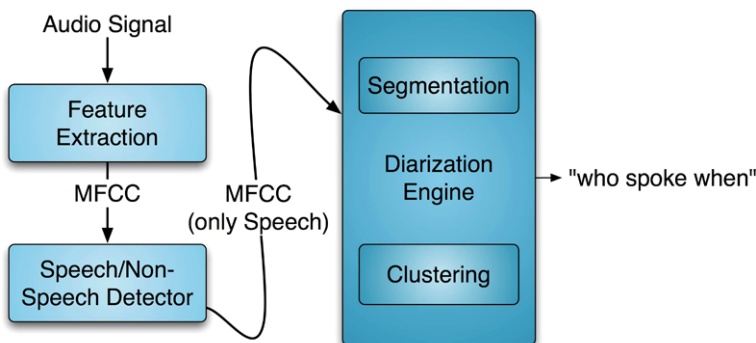 Audio Signal
Feature
Extraction
MFCC
Speech/Non-
Speech Detector
MFCC
(only Speech)
Segmentation
Diarization
Engine
Clustering
"who spoke when"